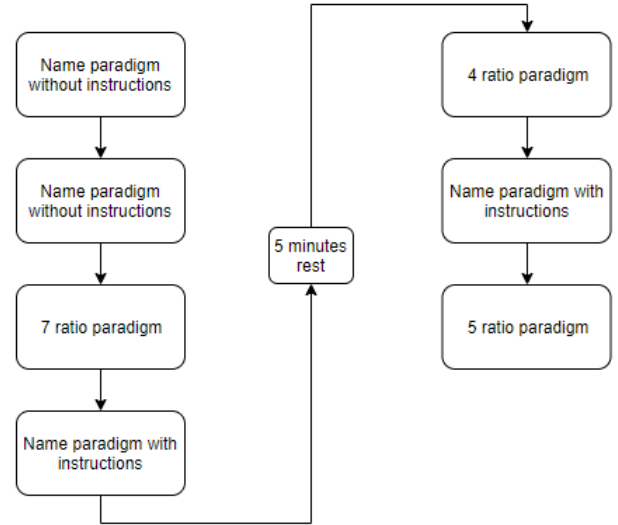 Name paradigm
without instructions
Name paradigm
without instructions
7 ratio paradigm
Name paradigm with
instructions
5 minutes
rest
4 ratio paradigm
Name paradigm with
instructions
5 ratio paradigm